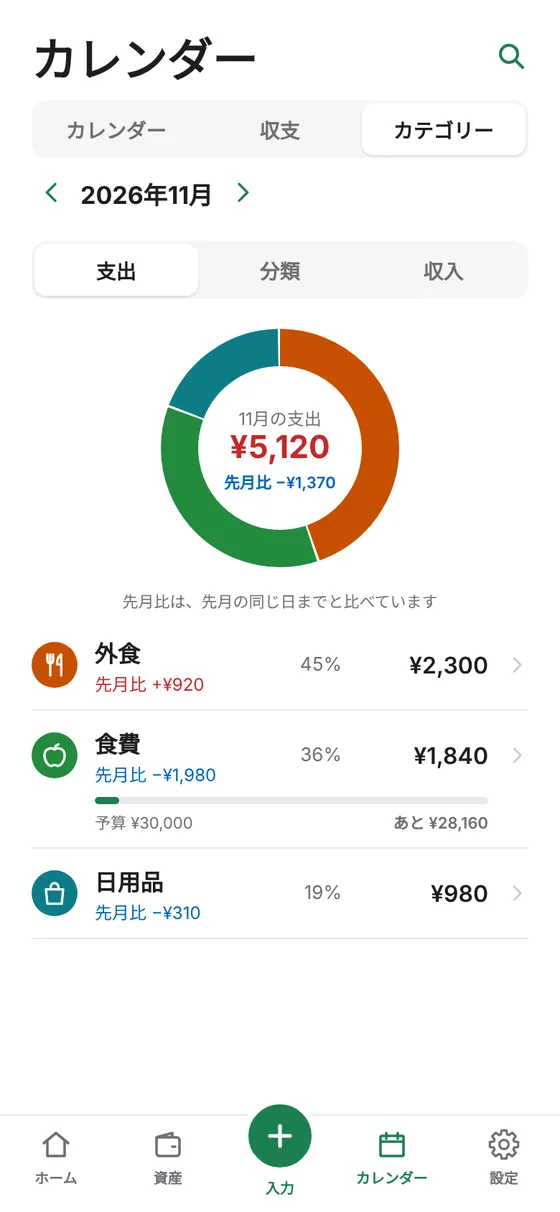 カレンダー
カレンダー 収支 カテゴリー
2026年11月
支出 分類 収入
11月の支出
¥5,120
先月比 −¥1,370
先月比は、先月の同じ日までと比べています
外食 45% ¥2,300
先月比 +¥920
食費 36% ¥1,840
先月比 −¥1,980
予算 ¥30,000 あと ¥28,160
日用品 19% ¥980
先月比 −¥310
ホーム 資産 入力 カレンダー 設定